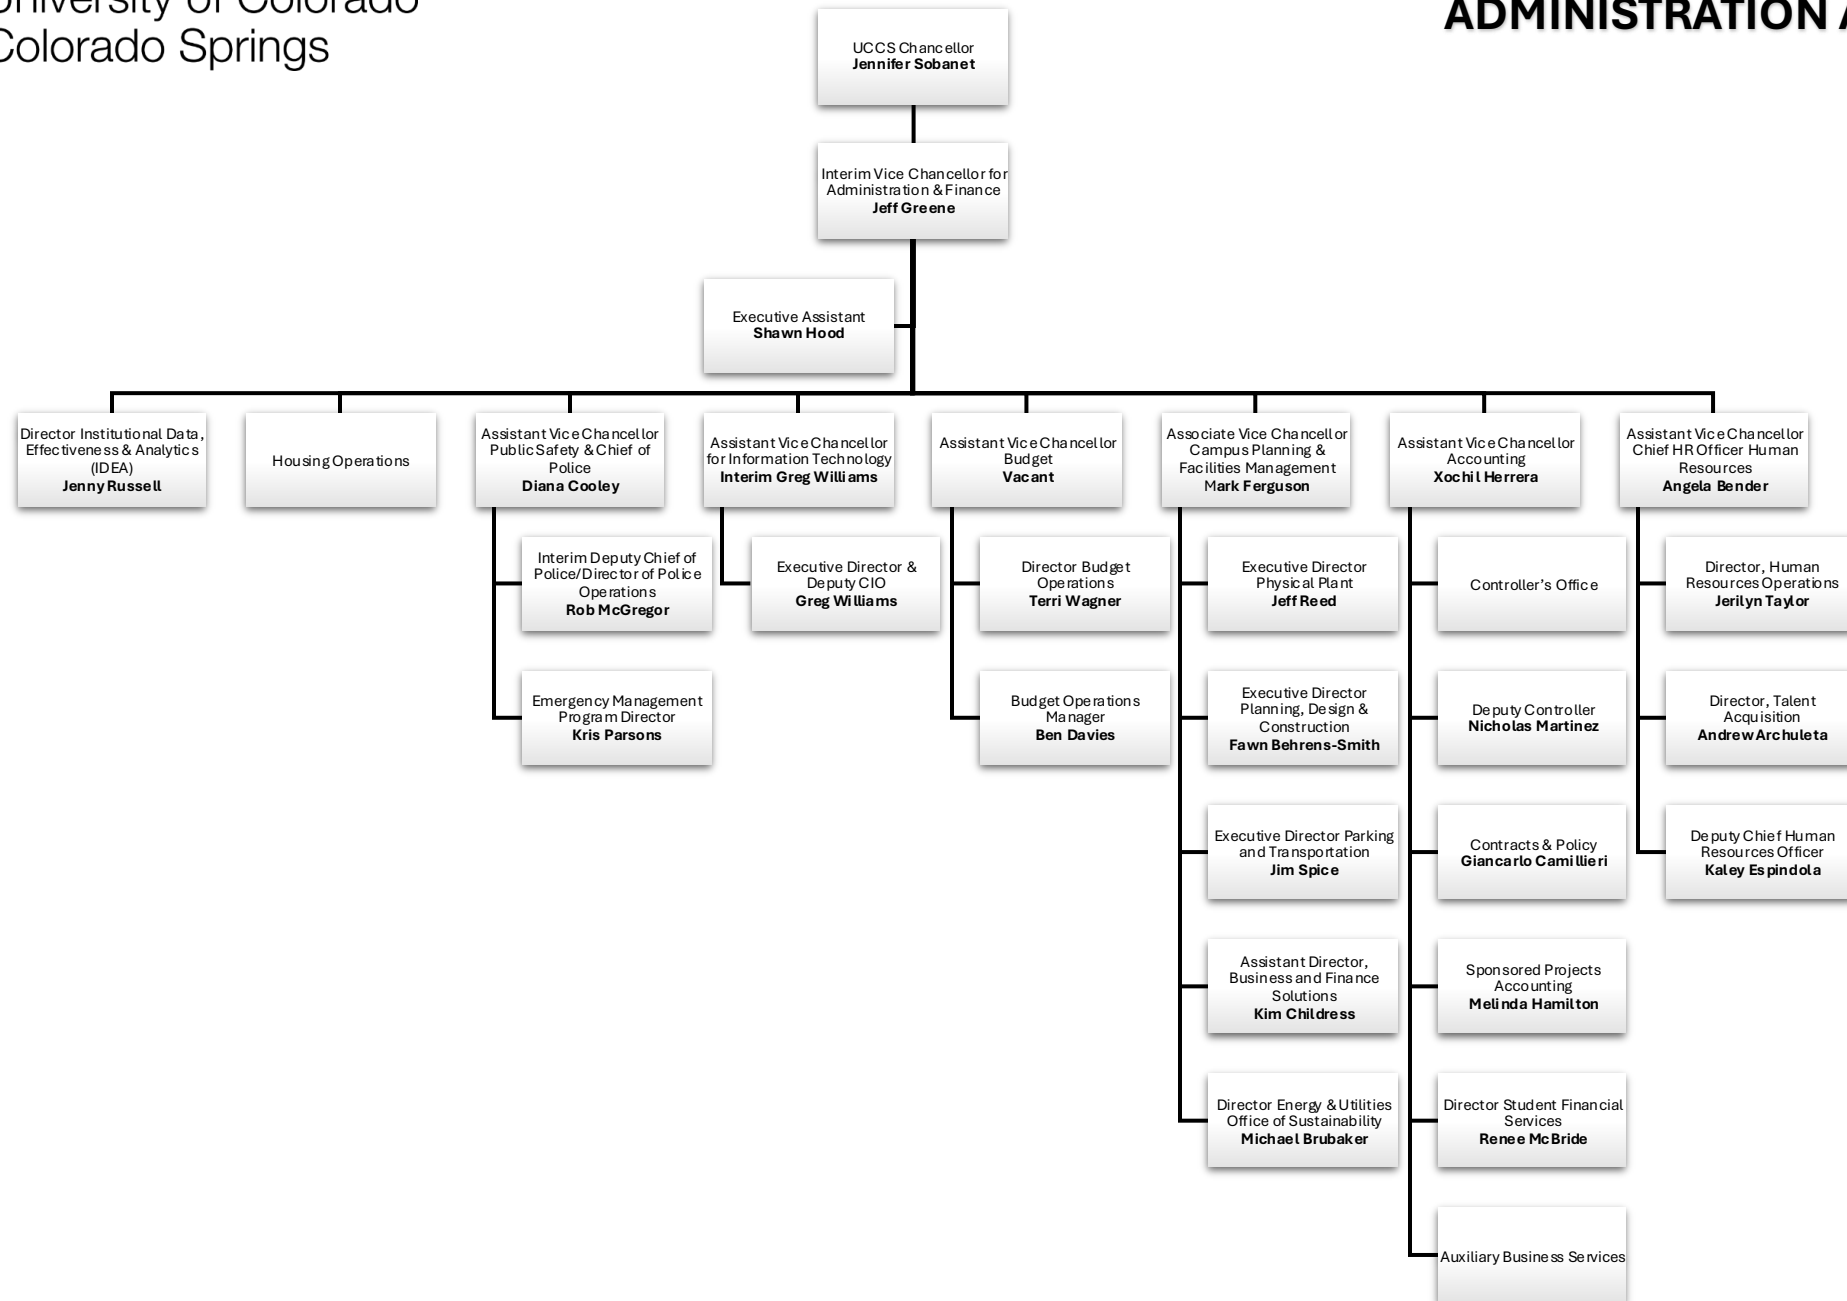 University of Colorado
Colorado Springs
ADMINISTRATION
UCCS Chancellor
Jennifer Sobanet
Interim Vice Chancellor for
Administration & Finance
Jeff Greene
Executive Assistant
Shawn Hood
Director Institutional Data,
Effectiveness & Analytics
(IDEA)
Jenny Russell
Housing Operations
Assistant Vice Chancellor
Public Safety & Chief of
Police
Diana Cooley
Assistant Vice Chancellor
for Information Technology
Interim Greg Williams
Assistant Vice Chancellor
Budget
Vacant
Associate Vice Chancellor
Campus Planning &
Facilities Management
Mark Ferguson
Assistant Vice Chancellor
Accounting
Xochil Herrera
Assistant Vice Chancellor
Chief HR Officer Human
Resources
Angela Bender
Interim Deputy Chief of
Police/Director of Police
Operations
Rob McGregor
Executive Director &
Deputy CIO
Greg Williams
Director Budget
Operations
Terri Wagner
Executive Director
Physical Plant
Jeff Reed
Controller's Office
Director, Human
Resources Operations
Jerilyn Taylor
Emergency Management
Program Director
Kris Parsons
Budget Operations
Manager
Ben Davies
Executive Director
Planning, Design &
Construction
Fawn Behrens-Smith
Deputy Controller
Nicholas Martinez
Director, Talent
Acquisition
Andrew Archuleta
Executive Director Parking
and Transportation
Jim Spice
Contracts & Policy
Giancarlo Camillieri
Deputy Chief Human
Resources Officer
Kaley Espindola
Assistant Director,
Business and Finance
Solutions
Kim Childress
Sponsored Projects
Accounting
Melinda Hamilton
Director Energy & Utilities
Office of Sustainability
Michael Brubaker
Director Student Financial
Services
Renee McBride
Auxiliary Business Services